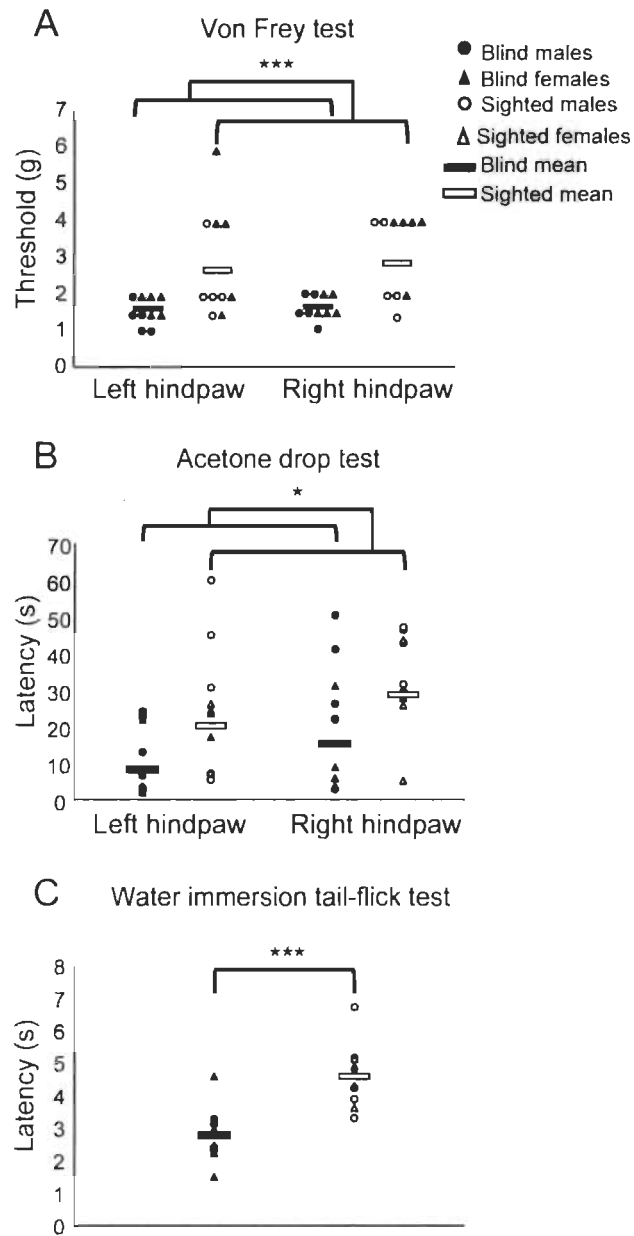 A
Von Frey test
★★★
Blind males
Blind females
Sighted males
Sighted females
Blind mean
Sighted mean
Threshold (g)
7
6
5
4
3
2
1
0
Left hindpaw Right hindpaw
B
Acetone drop test
★
Latency (s)
70
60
50
40
30
20
10
0
Left hindpaw Right hindpaw
C
Water immersion tail-flick test
★★★
Latency (s)
8
7
6
5
4
3
2
1
0